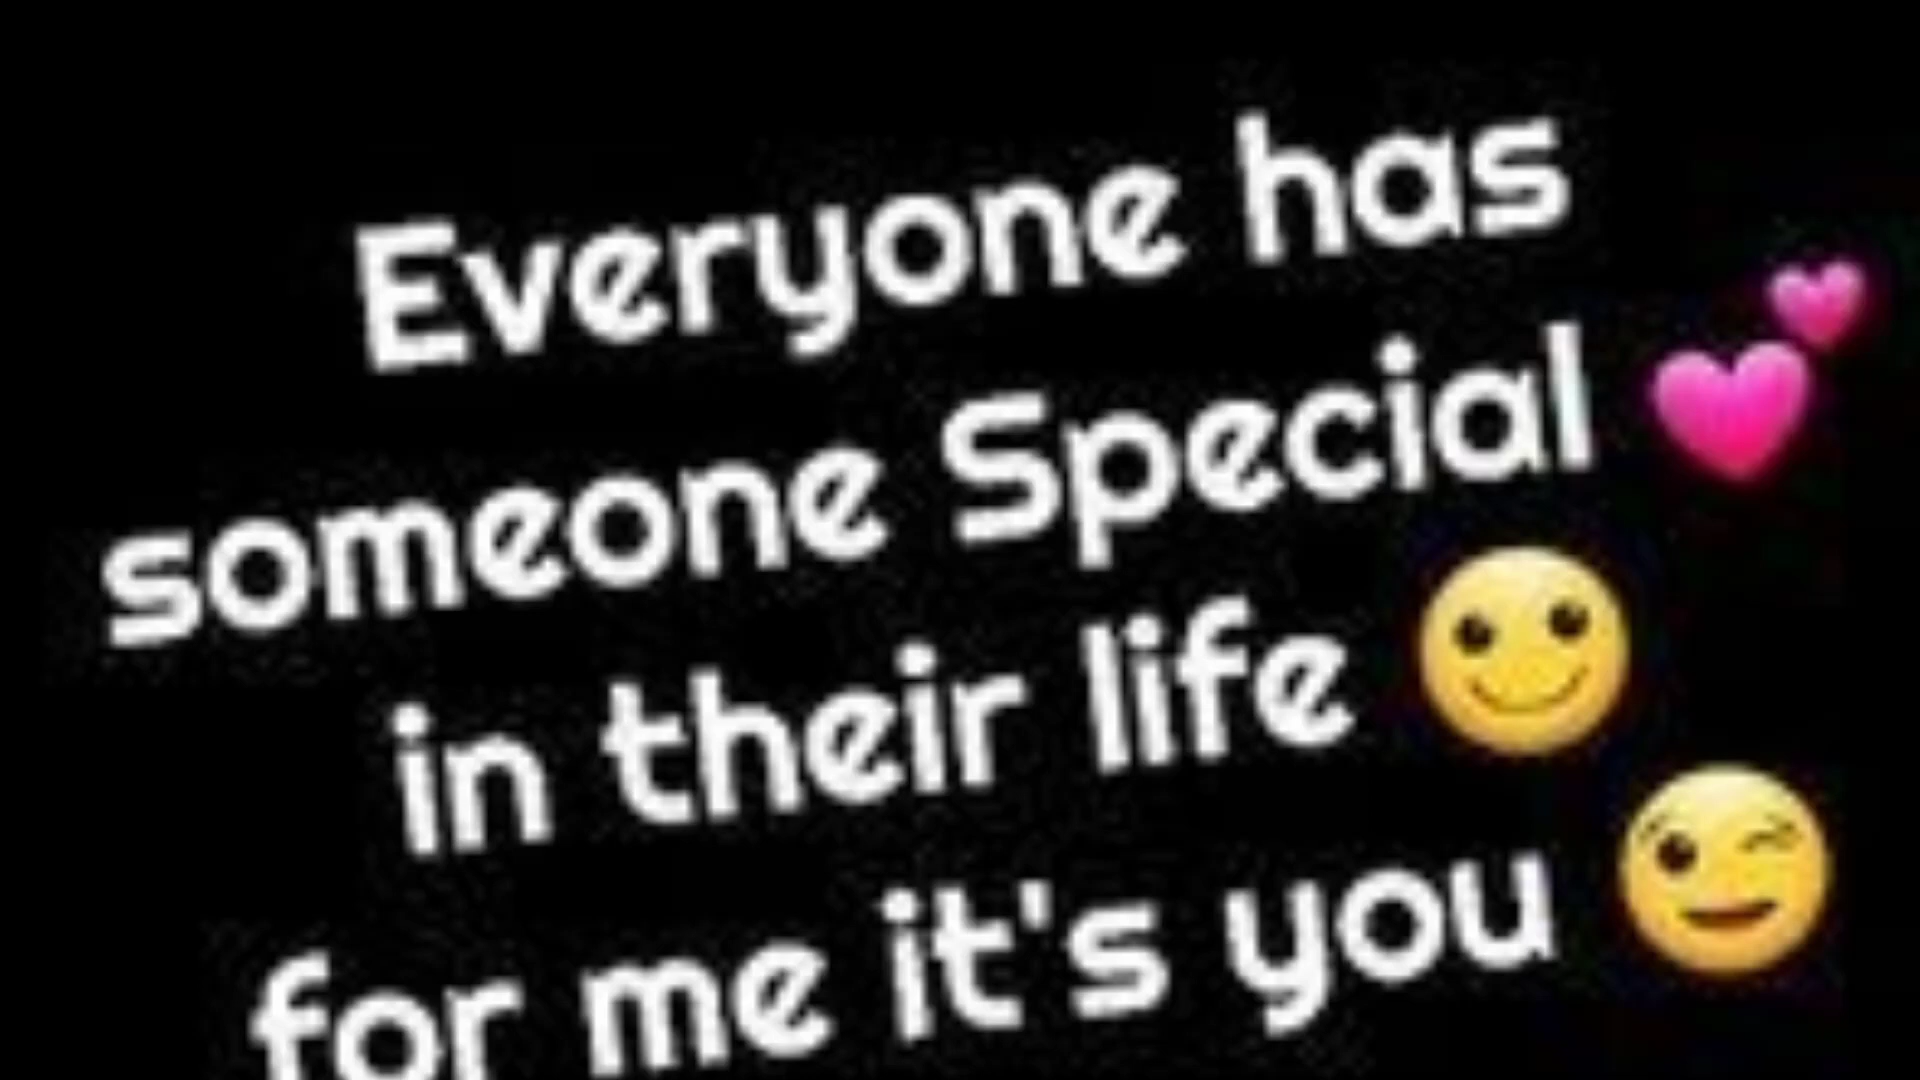 Everyone has
someone Special 💕
in their life 🙂
for me it's you 😉